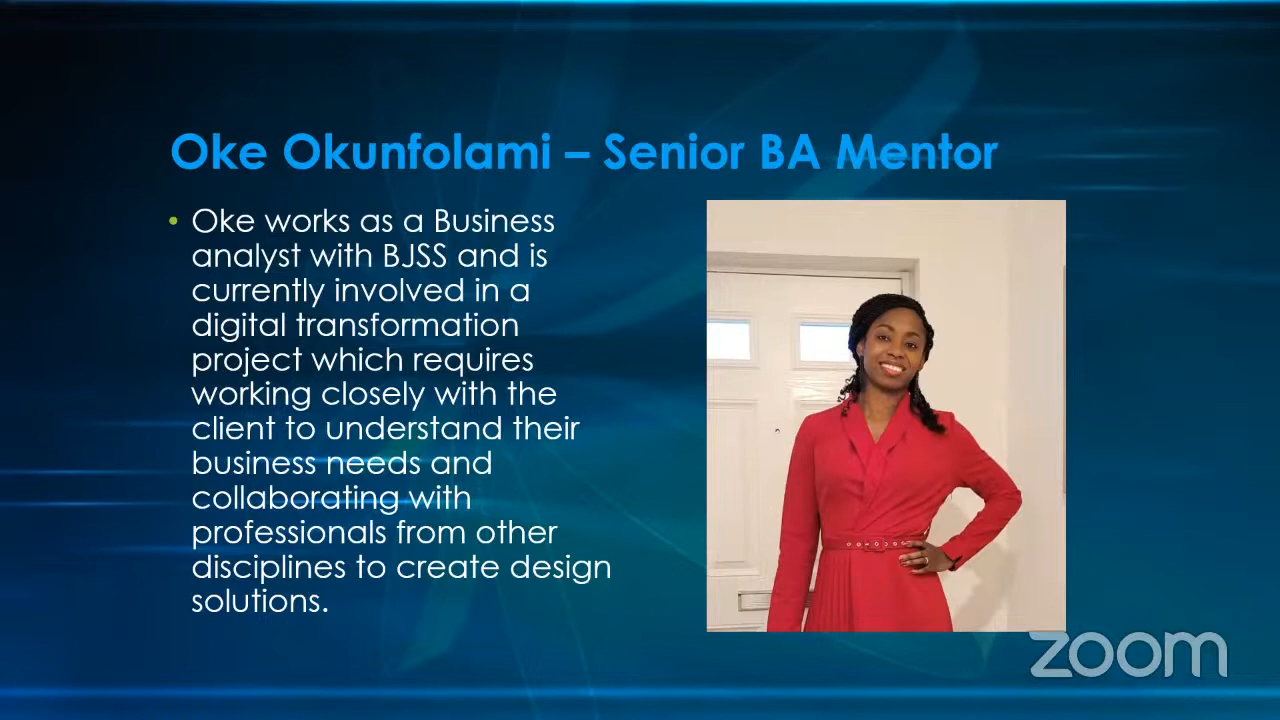 Oke Okunfolami – Senior BA Mentor
• Oke works as a Business
analyst with BJSS and is
currently involved in a
digital transformation
project which requires
working closely with the
client to understand their
business needs and
collaborating with
professionals from other
disciplines to create design
solutions.
zoom